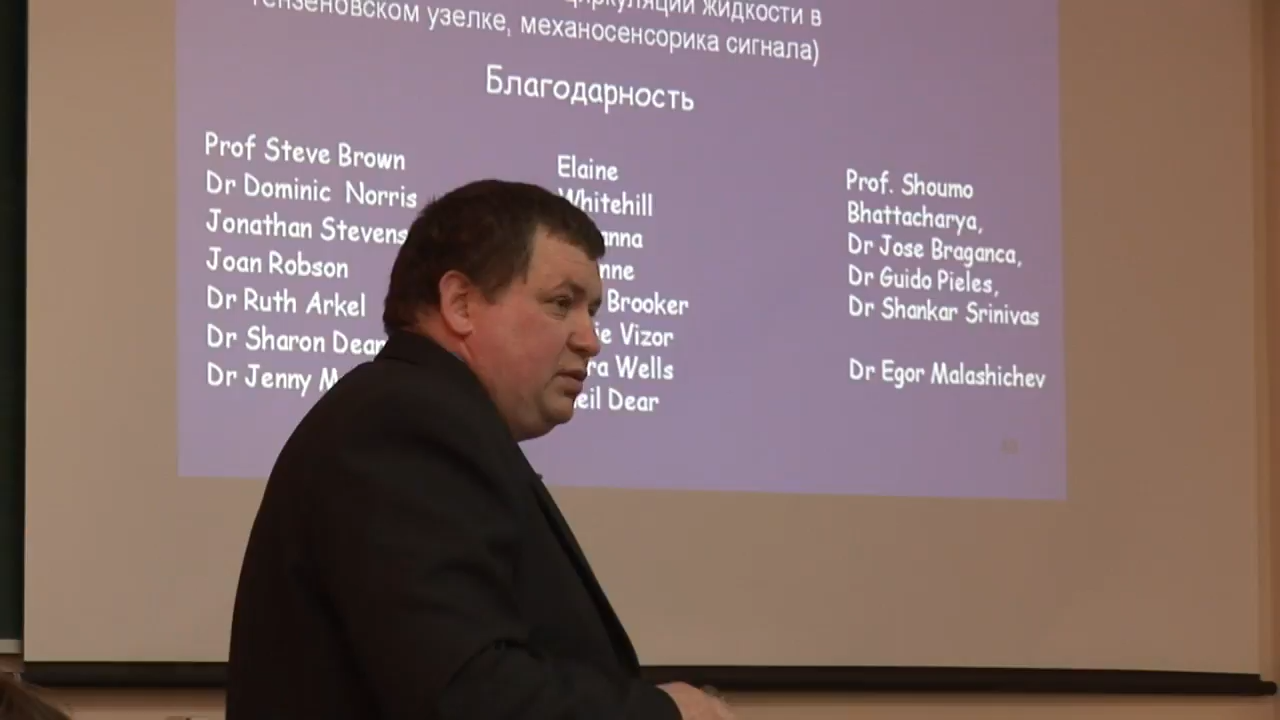 циркуляции жидкости в
узелке, механосенсорика сигнала)
Благодарность
Prof Steve Brown
Dr Dominic Norris
Jonathan Stevens
Joan Robson
Dr Ruth Arkel
Dr Sharon Dear
Dr Jenny
Elaine
Whitehill
Brooker
Vizor
Wells
Dear
Prof. Shoumo
Bhattacharya,
Dr Jose Braganca,
Dr Guido Pieles,
Dr Shankar Srinivas
Dr Egor Malashichev